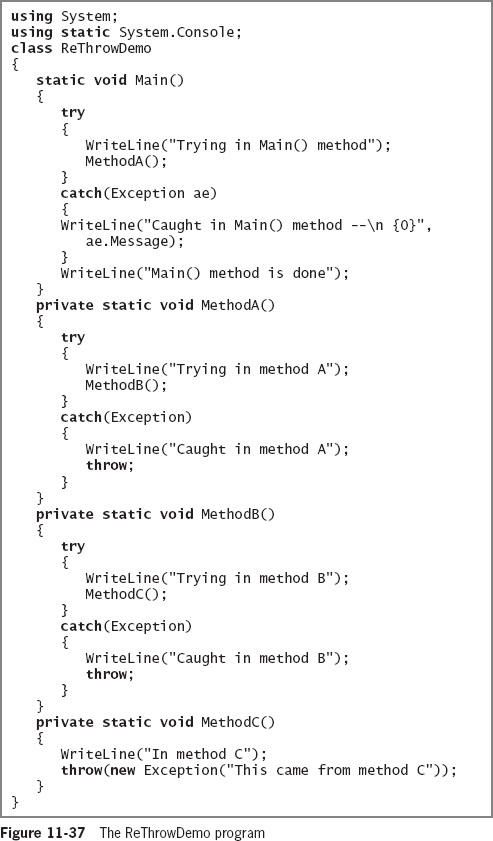 using System;
using static System.Console;
class ReThrowDemo
{
   static void Main()
   {
      try
      {
         WriteLine("Trying in Main() method");
         MethodA();
      }
      catch(Exception ae)
      {
      WriteLine("Caught in Main() method --\n {0}",
         ae.Message);
      }
      WriteLine("Main() method is done");
   }
   private static void MethodA()
   {
      try
      {
         WriteLine("Trying in method A");
         MethodB();
      }
      catch(Exception)
      {
         WriteLine("Caught in method A");
         throw;
      }
   }
   private static void MethodB()
   {
      try
      {
         WriteLine("Trying in method B");
         MethodC();
      }
      catch(Exception)
      {
         WriteLine("Caught in method B");
         throw;
      }
   }
   private static void MethodC()
   {
      WriteLine("In method C");
      throw(new Exception("This came from method C"));
   }
}
Figure 11-37 The ReThrowDemo program